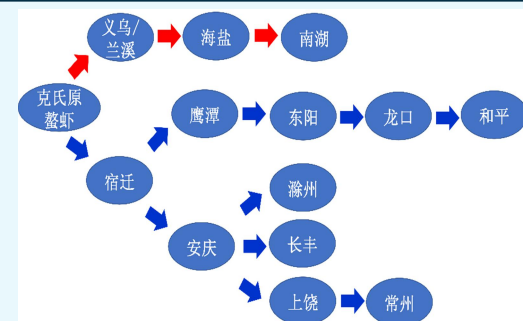 义乌/
兰溪
海盐
南湖
克氏原
螯虾
鹰潭
东阳
龙口
和平
宿迁
滁州
安庆
长丰
上饶
常州